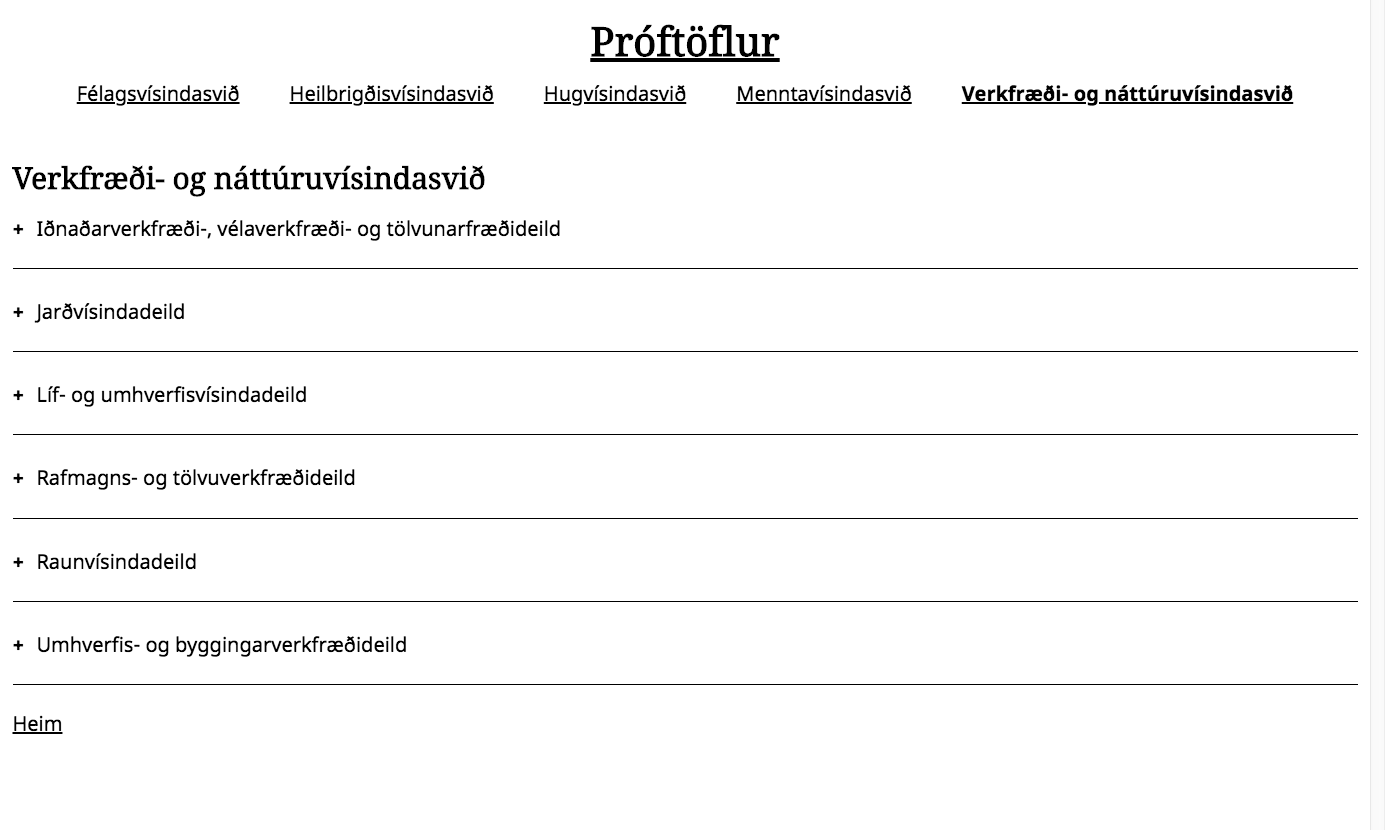 Próftöflur
Félagsvísindasvið Heilbrigðisvísindasvið Hugvísindasvið Menntavísindasvið Verkfræði- og náttúruvísindasvið
Verkfræði- og náttúruvísindasvið
+ Iðnaðarverkfræði-, vélaverkfræði- og tölvunarfræðideild
+ Jarðvísindadeild
+ Líf- og umhverfisvísindadeild
+ Rafmagns- og tölvuverkfræðideild
+ Raunvísindadeild
+ Umhverfis- og byggingarverkfræðideild
Heim